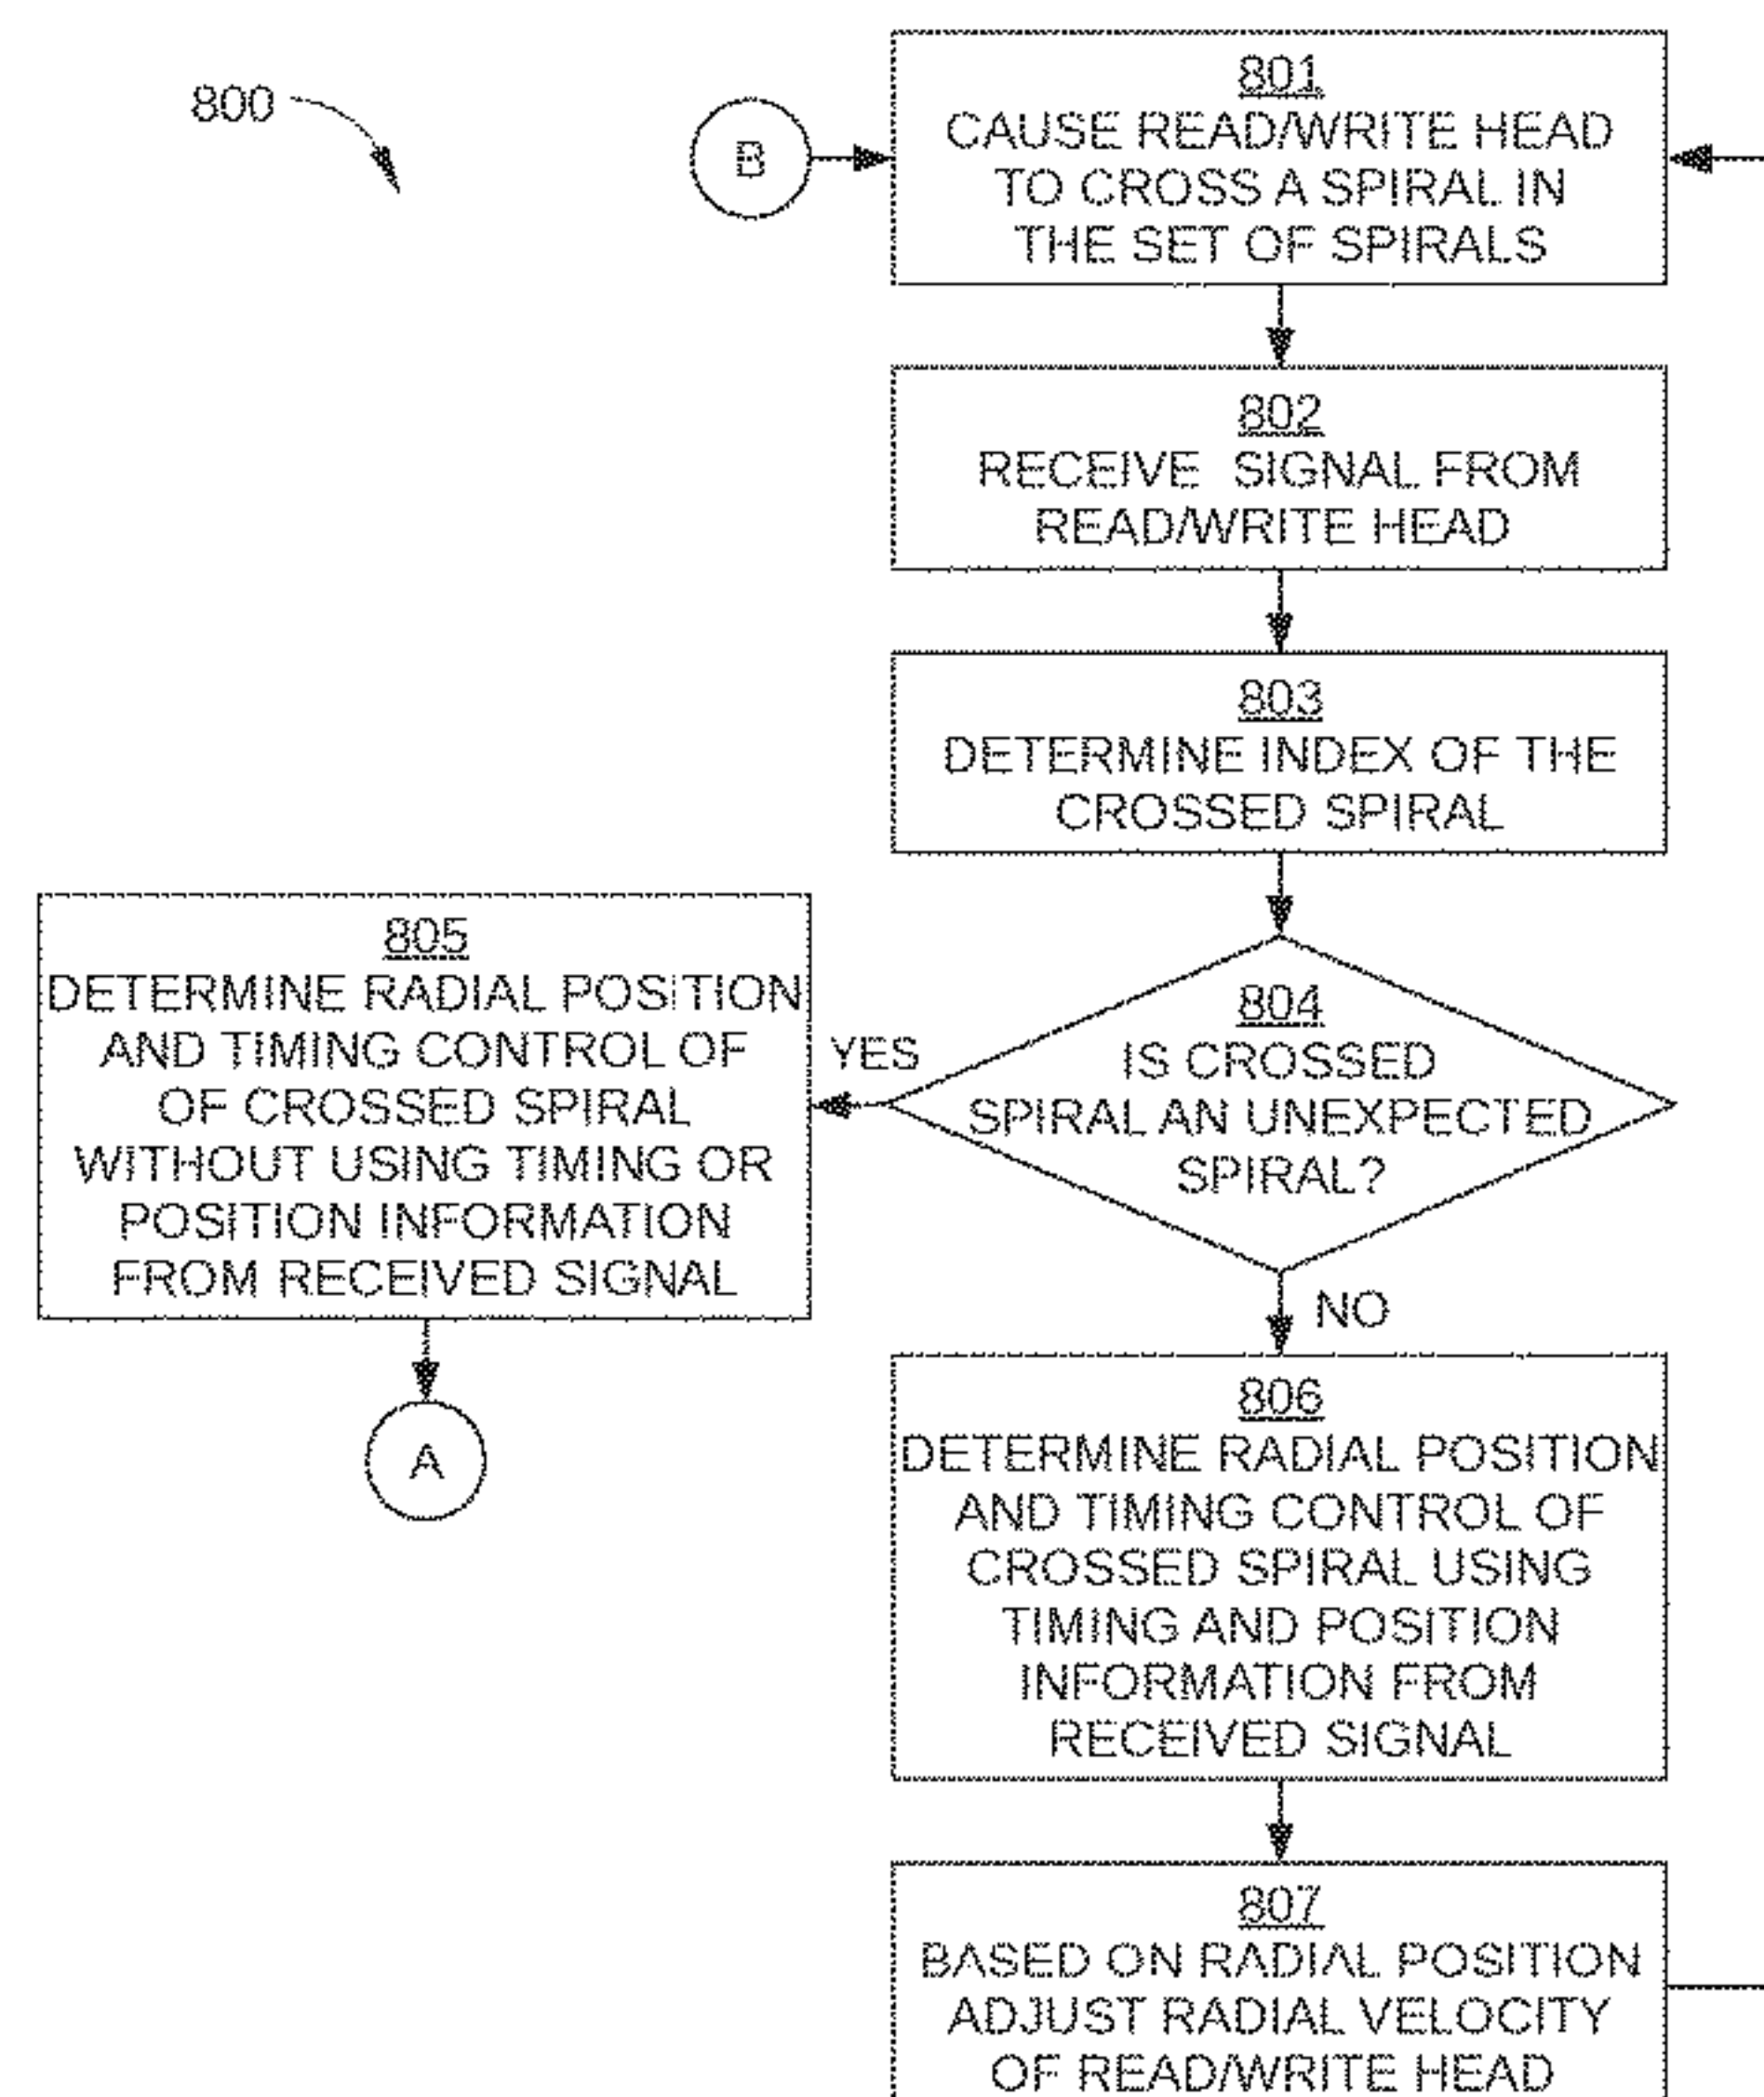 800
B
801
CAUSE READ/WRITE HEAD
TO CROSS A SPIRAL IN
THE SET OF SPIRALS
802
RECEIVE SIGNAL FROM
READ/WRITE HEAD
803
DETERMINE INDEX OF THE
CROSSED SPIRAL
804
IS CROSSED
SPIRAL AN UNEXPECTED
SPIRAL?
YES
805
DETERMINE RADIAL POSITION
AND TIMING CONTROL OF
OF CROSSED SPIRAL
WITHOUT USING TIMING OR
POSITION INFORMATION
FROM RECEIVED SIGNAL
A
NO
806
DETERMINE RADIAL POSITION
AND TIMING CONTROL OF
CROSSED SPIRAL USING
TIMING AND POSITION
INFORMATION FROM
RECEIVED SIGNAL
807
BASED ON RADIAL POSITION
ADJUST RADIAL VELOCITY
OF READ/WRITE HEAD